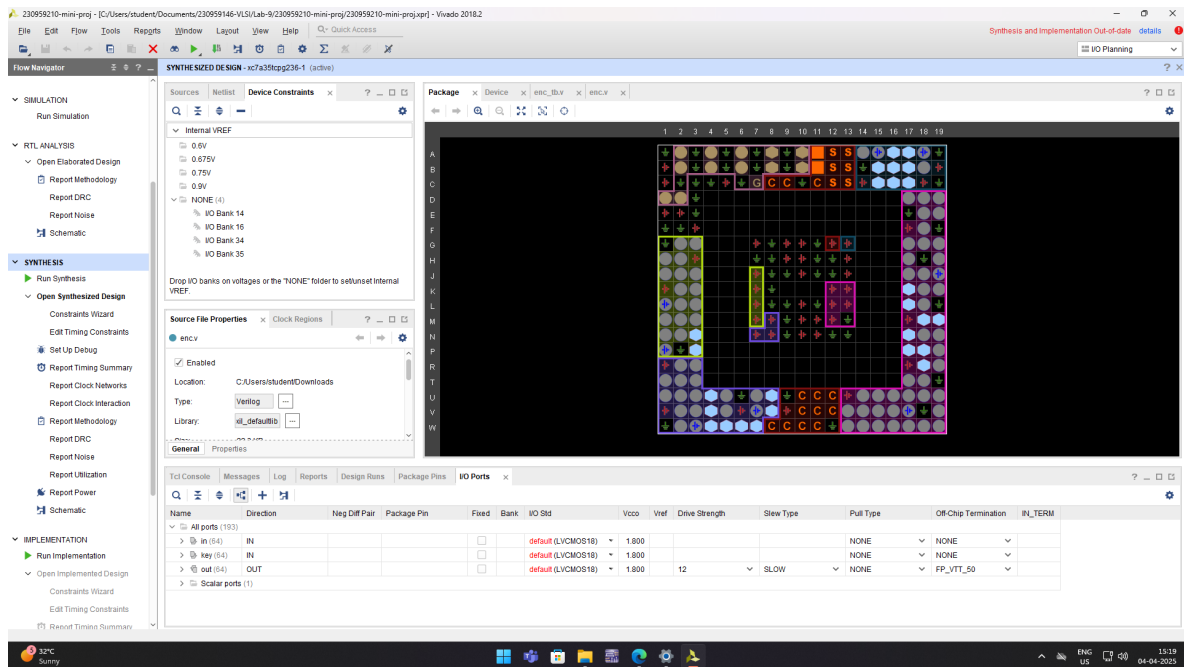 230959210-mini-proj - [C:/Users/student/Documents/230959146-VLSI/Lab-9/230959210-mini-proj/230959210-mini-proj.xpr] - Vivado 2018.2
File Edit Flow Tools Reports Window Layout View Help Quick Access
Synthesis and Implementation Out-of-date details
I/O Planning
Flow Navigator
SYNTHESIZED DESIGN - xc7a35tcpg236-1 (active)
SIMULATION
Run Simulation
RTL ANALYSIS
Open Elaborated Design
Report Methodology
Report DRC
Report Noise
Schematic
SYNTHESIS
Run Synthesis
Open Synthesized Design
Constraints Wizard
Edit Timing Constraints
Set Up Debug
Report Timing Summary
Report Clock Networks
Report Clock Interaction
Report Methodology
Report DRC
Report Noise
Report Utilization
Report Power
Schematic
IMPLEMENTATION
Run Implementation
Open Implemented Design
Constraints Wizard
Edit Timing Constraints
Report Timing Summary
Sources Netlist Device Constraints
Internal VREF
0.6V
0.675V
0.75V
0.9V
NONE (4)
I/O Bank 14
I/O Bank 16
I/O Bank 34
I/O Bank 35
Drop I/O banks on voltages or the "NONE" folder to set/unset Internal
VREF.
Source File Properties Clock Regions
enc.v
Enabled
Location: C:/Users/student/Downloads
Type: Verilog
Library: xil_defaultlib
General Properties
Package Device enc_tb.v enc.v
1 2 3 4 5 6 7 8 9 10 11 12 13 14 15 16 17 18 19
A S S
B S S
C G C C C S S
D
E
F
G
H
J
K
L
M
N
P
R
T
U C C C
V C C C
W C C C C
Tcl Console Messages Log Reports Design Runs Package Pins I/O Ports
Name Direction Neg Diff Pair Package Pin Fixed Bank I/O Std Vcco Vref Drive Strength Slew Type Pull Type Off-Chip Termination IN_TERM
All ports (193)
in (64) IN default (LVCMOS18) 1.800 NONE NONE
key (64) IN default (LVCMOS18) 1.800 NONE NONE
out (64) OUT default (LVCMOS18) 1.800 12 SLOW NONE FP_VTT_50
Scalar ports (1)
5
32°C
Sunny
ENG
US
15:19
04-04-2025